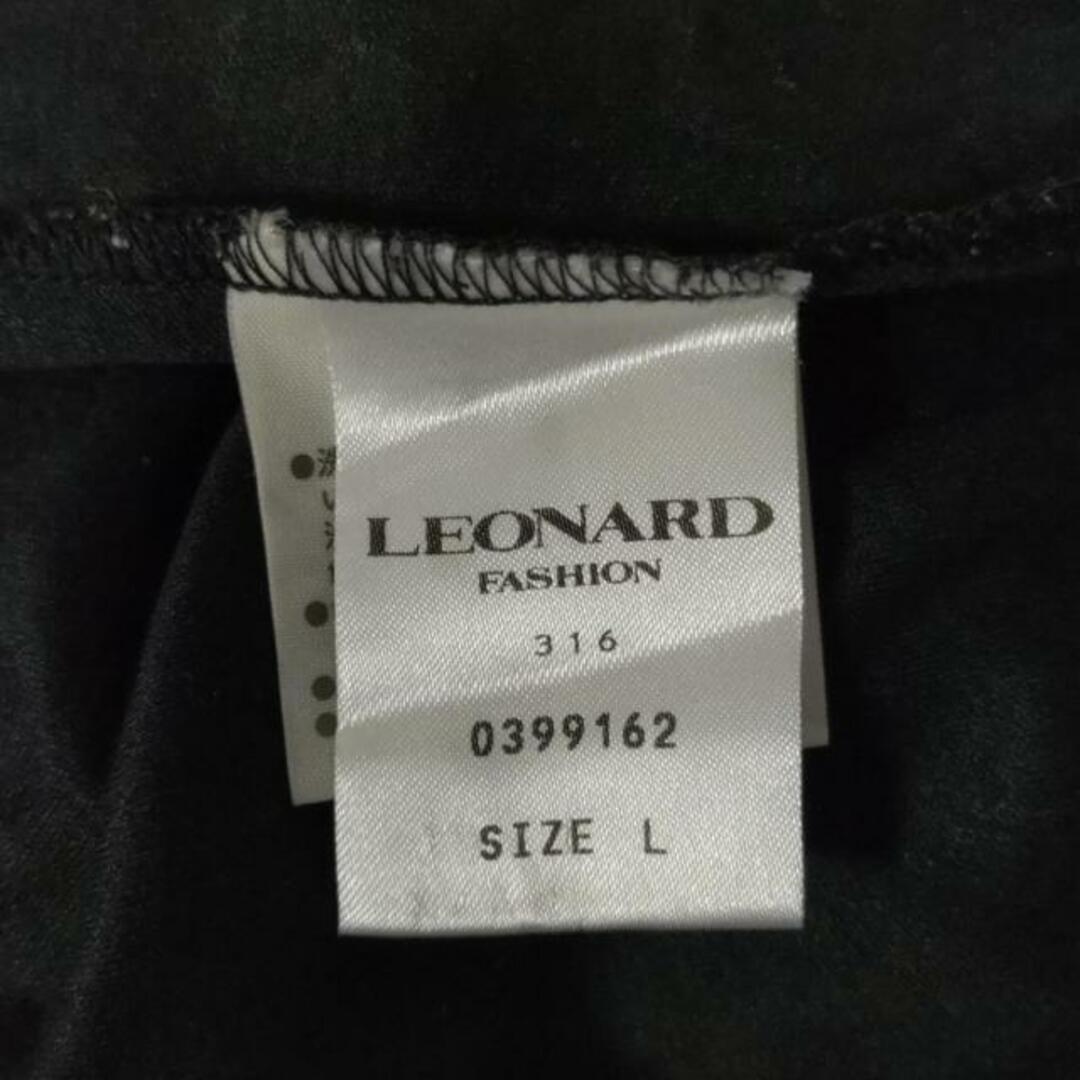 LEONARD
FASHION
316
0399162
SIZE L